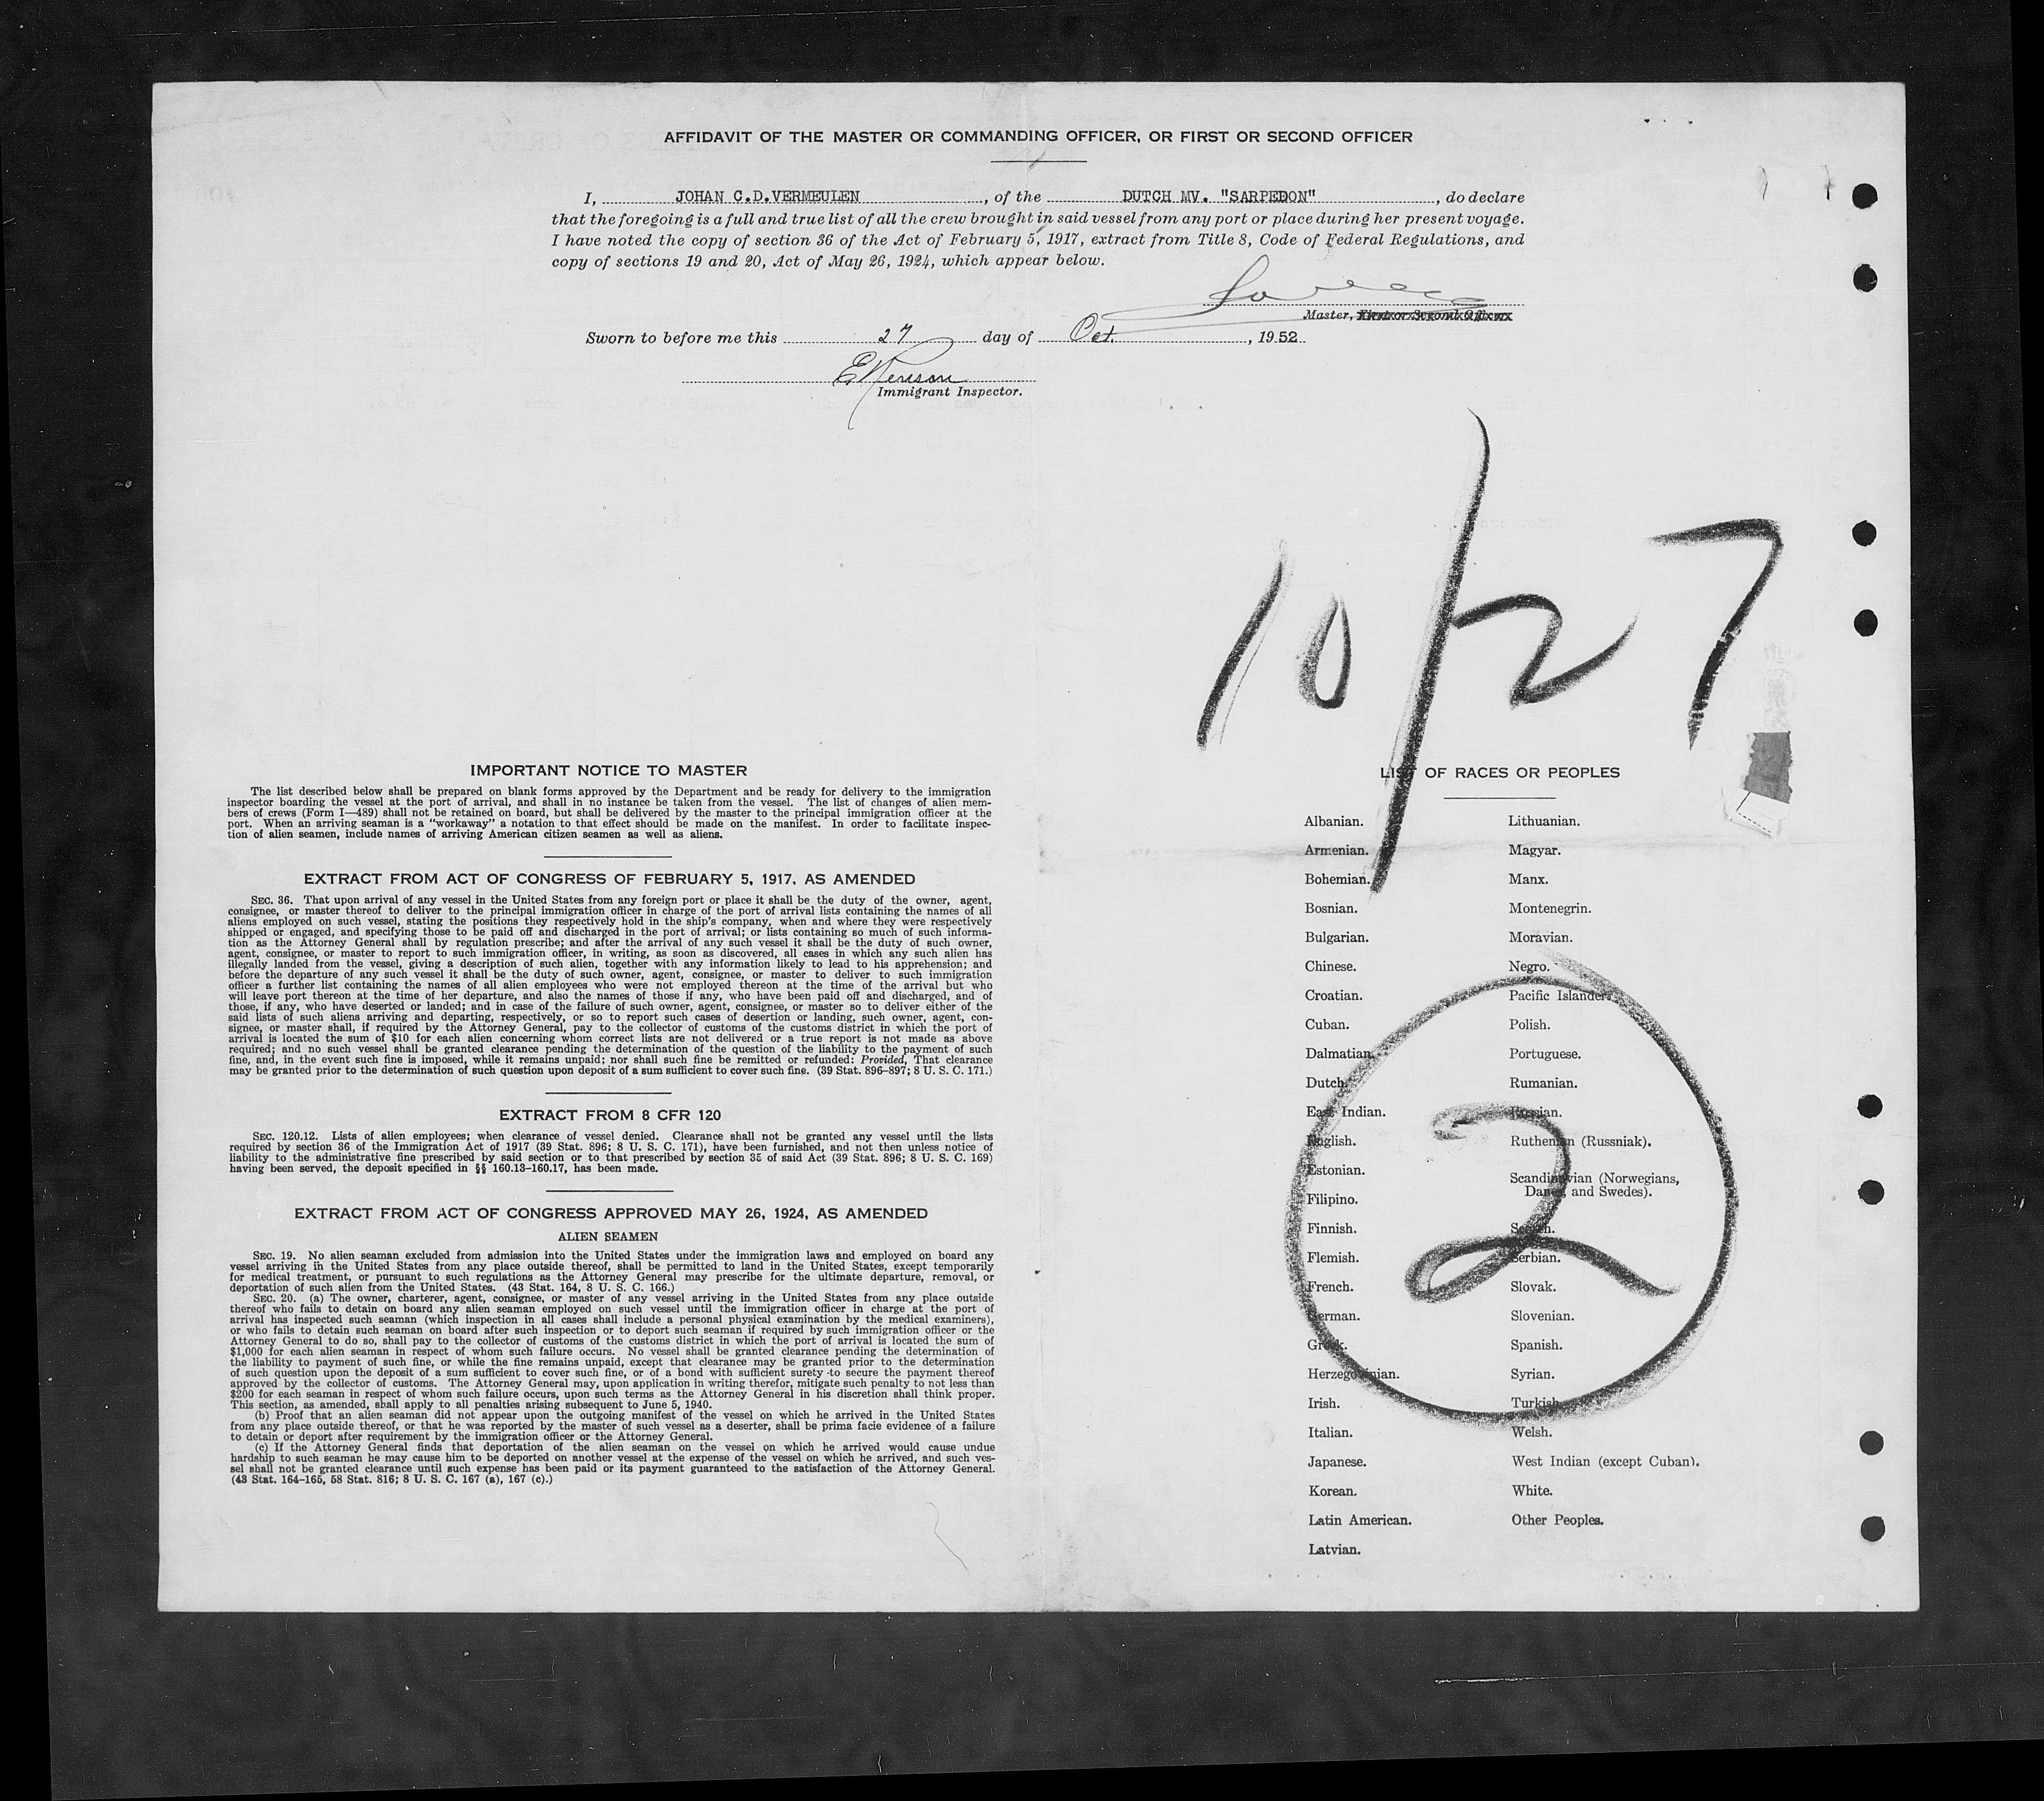 AFFIDAVIT OF THE MASTER OR COMMANDING OFFICER, OR FIRST OR SECOND OFFICER
I, JOHAN C.D.VERMEULEN, of the DUTCH MV. "SARPEDON", do declare
that the foregoing is a full and true list of all the crew brought in said vessel from any port or place during her present voyage.
I have noted the copy of section 36 of the Act of February 5, 1917, extract from Title 8, Code of Federal Regulations, and
copy of sections 19 and 20, Act of May 26, 1924, which appear below.
Master, First or Second Officer
Sworn to before me this 27 day of Oct., 1952
Immigrant Inspector.
10/27
IMPORTANT NOTICE TO MASTER
The list described below shall be prepared on blank forms approved by the Department and be ready for delivery to the immigration
inspector boarding the vessel at the port of arrival, and shall in no instance be taken from the vessel. The list of changes of alien mem-
bers of crews (Form I—489) shall not be retained on board, but shall be delivered by the master to the principal immigration officer at the
port. When an arriving seaman is a "workaway" a notation to that effect should be made on the manifest. In order to facilitate inspec-
tion of alien seamen, include names of arriving American citizen seamen as well as aliens.
EXTRACT FROM ACT OF CONGRESS OF FEBRUARY 5, 1917, AS AMENDED
SEC. 36. That upon arrival of any vessel in the United States from any foreign port or place it shall be the duty of the owner, agent,
consignee, or master thereof to deliver to the principal immigration officer in charge of the port of arrival lists containing the names of all
aliens employed on such vessel, stating the positions they respectively hold in the ship's company, when and where they were respectively
shipped or engaged, and specifying those to be paid off and discharged in the port of arrival; or lists containing so much of such informa-
tion as the Attorney General shall by regulation prescribe; and after the arrival of any such vessel it shall be the duty of such owner,
agent, consignee, or master to report to such immigration officer, in writing, as soon as discovered, all cases in which any such alien has
illegally landed from the vessel, giving a description of such alien, together with any information likely to lead to his apprehension; and
before the departure of any such vessel it shall be the duty of such owner, agent, consignee, or master to deliver to such immigration
officer a further list containing the names of all alien employees who were not employed thereon at the time of the arrival but who
will leave port thereon at the time of her departure, and also the names of those if any, who have been paid off and discharged, and of
those, if any, who have deserted or landed; and in case of the failure of such owner, agent, consignee, or master so to deliver either of the
said lists of such aliens arriving and departing, respectively, or so to report such cases of desertion or landing, such owner, agent, con-
signee, or master shall, if required by the Attorney General, pay to the collector of customs of the customs district in which the port of
arrival is located the sum of $10 for each alien concerning whom correct lists are not delivered or a true report is not made as above
required; and no such vessel shall be granted clearance pending the determination of the question of the liability to the payment of such
fine, and, in the event such fine is imposed, while it remains unpaid; nor shall such fine be remitted or refunded: Provided, That clearance
may be granted prior to the determination of such question upon deposit of a sum sufficient to cover such fine. (39 Stat. 896-897; 8 U. S. C. 171.)
EXTRACT FROM 8 CFR 120
SEC. 120.12. Lists of alien employees; when clearance of vessel denied. Clearance shall not be granted any vessel until the lists
required by section 36 of the Immigration Act of 1917 (39 Stat. 896; 8 U. S. C. 171), have been furnished, and not then unless notice of
liability to the administrative fine prescribed by said section or to that prescribed by section 35 of said Act (39 Stat. 896; 8 U. S. C. 169)
having been served, the deposit specified in §§ 160.13-160.17, has been made.
EXTRACT FROM ACT OF CONGRESS APPROVED MAY 26, 1924, AS AMENDED
ALIEN SEAMEN
SEC. 19. No alien seaman excluded from admission into the United States under the immigration laws and employed on board any
vessel arriving in the United States from any place outside thereof, shall be permitted to land in the United States, except temporarily
for medical treatment, or pursuant to such regulations as the Attorney General may prescribe for the ultimate departure, removal, or
deportation of such alien from the United States. (43 Stat. 164, 8 U. S. C. 166.)
SEC. 20. (a) The owner, charterer, agent, consignee, or master of any vessel arriving in the United States from any place outside
thereof who fails to detain on board any alien seaman employed on such vessel until the immigration officer in charge at the port of
arrival has inspected such seaman (which inspection in all cases shall include a personal physical examination by the medical examiners),
or who fails to detain such seaman on board after such inspection or to deport such seaman if required by such immigration officer or the
Attorney General to do so, shall pay to the collector of customs of the customs district in which the port of arrival is located the sum of
$1,000 for each alien seaman in respect of whom such failure occurs. No vessel shall be granted clearance pending the determination of
the liability to payment of such fine, or while the fine remains unpaid, except that clearance may be granted prior to the determination
of such question upon the deposit of a sum sufficient to cover such fine, or of a bond with sufficient surety to secure the payment thereof
approved by the collector of customs. The Attorney General may, upon application in writing therefor, mitigate such penalty to not less than
$200 for each seaman in respect of whom such failure occurs, upon such terms as the Attorney General in his discretion shall think proper.
This section, as amended, shall apply to all penalties arising subsequent to June 5, 1940.
(b) Proof that an alien seaman did not appear upon the outgoing manifest of the vessel on which he arrived in the United States
from any place outside thereof, or that he was reported by the master of such vessel as a deserter, shall be prima facie evidence of a failure
to detain or deport after requirement by the immigration officer or the Attorney General.
(c) If the Attorney General finds that deportation of the alien seaman on the vessel on which he arrived would cause undue
hardship to such seaman he may cause him to be deported on another vessel at the expense of the vessel on which he arrived, and such ves-
sel shall not be granted clearance until such expense has been paid or its payment guaranteed to the satisfaction of the Attorney General.
(43 Stat. 164-165, 58 Stat. 816; 8 U. S. C. 167 (a), 167 (c).)
LIST OF RACES OR PEOPLES
Albanian.
Armenian.
Bohemian.
Bosnian.
Bulgarian.
Chinese.
Croatian.
Cuban.
Dalmatian.
Dutch.
East Indian.
English.
Estonian.
Filipino.
Finnish.
Flemish.
French.
German.
Greek.
Herzegovinian.
Irish.
Italian.
Japanese.
Korean.
Latin American.
Latvian.
Lithuanian.
Magyar.
Manx.
Montenegrin.
Moravian.
Negro.
Pacific Islander.
Polish.
Portuguese.
Rumanian.
Russian.
Ruthenian (Russniak).
Scandinavian (Norwegians,
Danes, and Swedes).
Scotch.
Serbian.
Slovak.
Slovenian.
Spanish.
Syrian.
Turkish.
Welsh.
West Indian (except Cuban).
White.
Other Peoples.
2